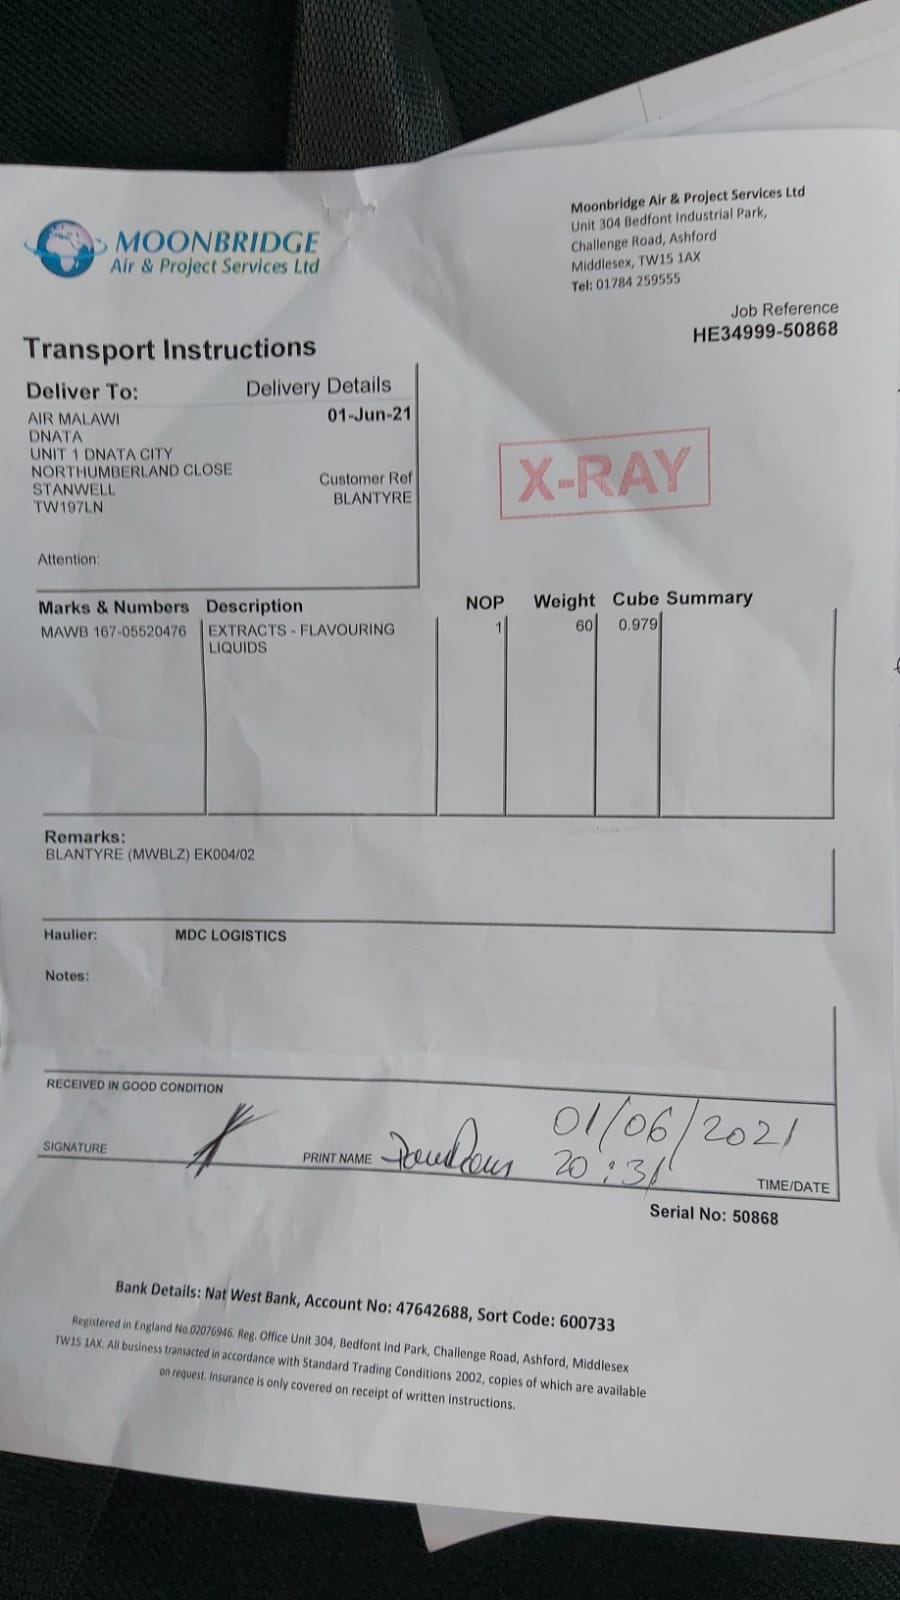 MOONBRIDGE
Air & Project Services Ltd
Moonbridge Air & Project Services Ltd
Unit 304 Bedfont Industrial Park,
Challenge Road, Ashford
Middlesex, TW15 1AX
Tel: 01784 259555
Job Reference
HE34999-50868
Transport Instructions
Deliver To: Delivery Details
AIR MALAWI 01-Jun-21
DNATA
UNIT 1 DNATA CITY
NORTHUMBERLAND CLOSE
STANWELL
TW197LN
Customer Ref
BLANTYRE
X-RAY
Attention:
Marks & Numbers Description NOP Weight Cube Summary
MAWB 167-05520476 EXTRACTS - FLAVOURING 1 60 0.979
LIQUIDS
Remarks:
BLANTYRE (MWBLZ) EK004/02
Haulier: MDC LOGISTICS
Notes:
RECEIVED IN GOOD CONDITION
SIGNATURE
PRINT NAME
01/06/2021
20:31
TIME/DATE
Serial No: 50868
Bank Details: Nat West Bank, Account No: 47642688, Sort Code: 600733
Registered in England No.02076946. Reg. Office Unit 304, Bedfont Ind Park, Challenge Road, Ashford, Middlesex
TW15 1AX. All business transacted in accordance with Standard Trading Conditions 2002, copies of which are available
on request. Insurance is only covered on receipt of written instructions.